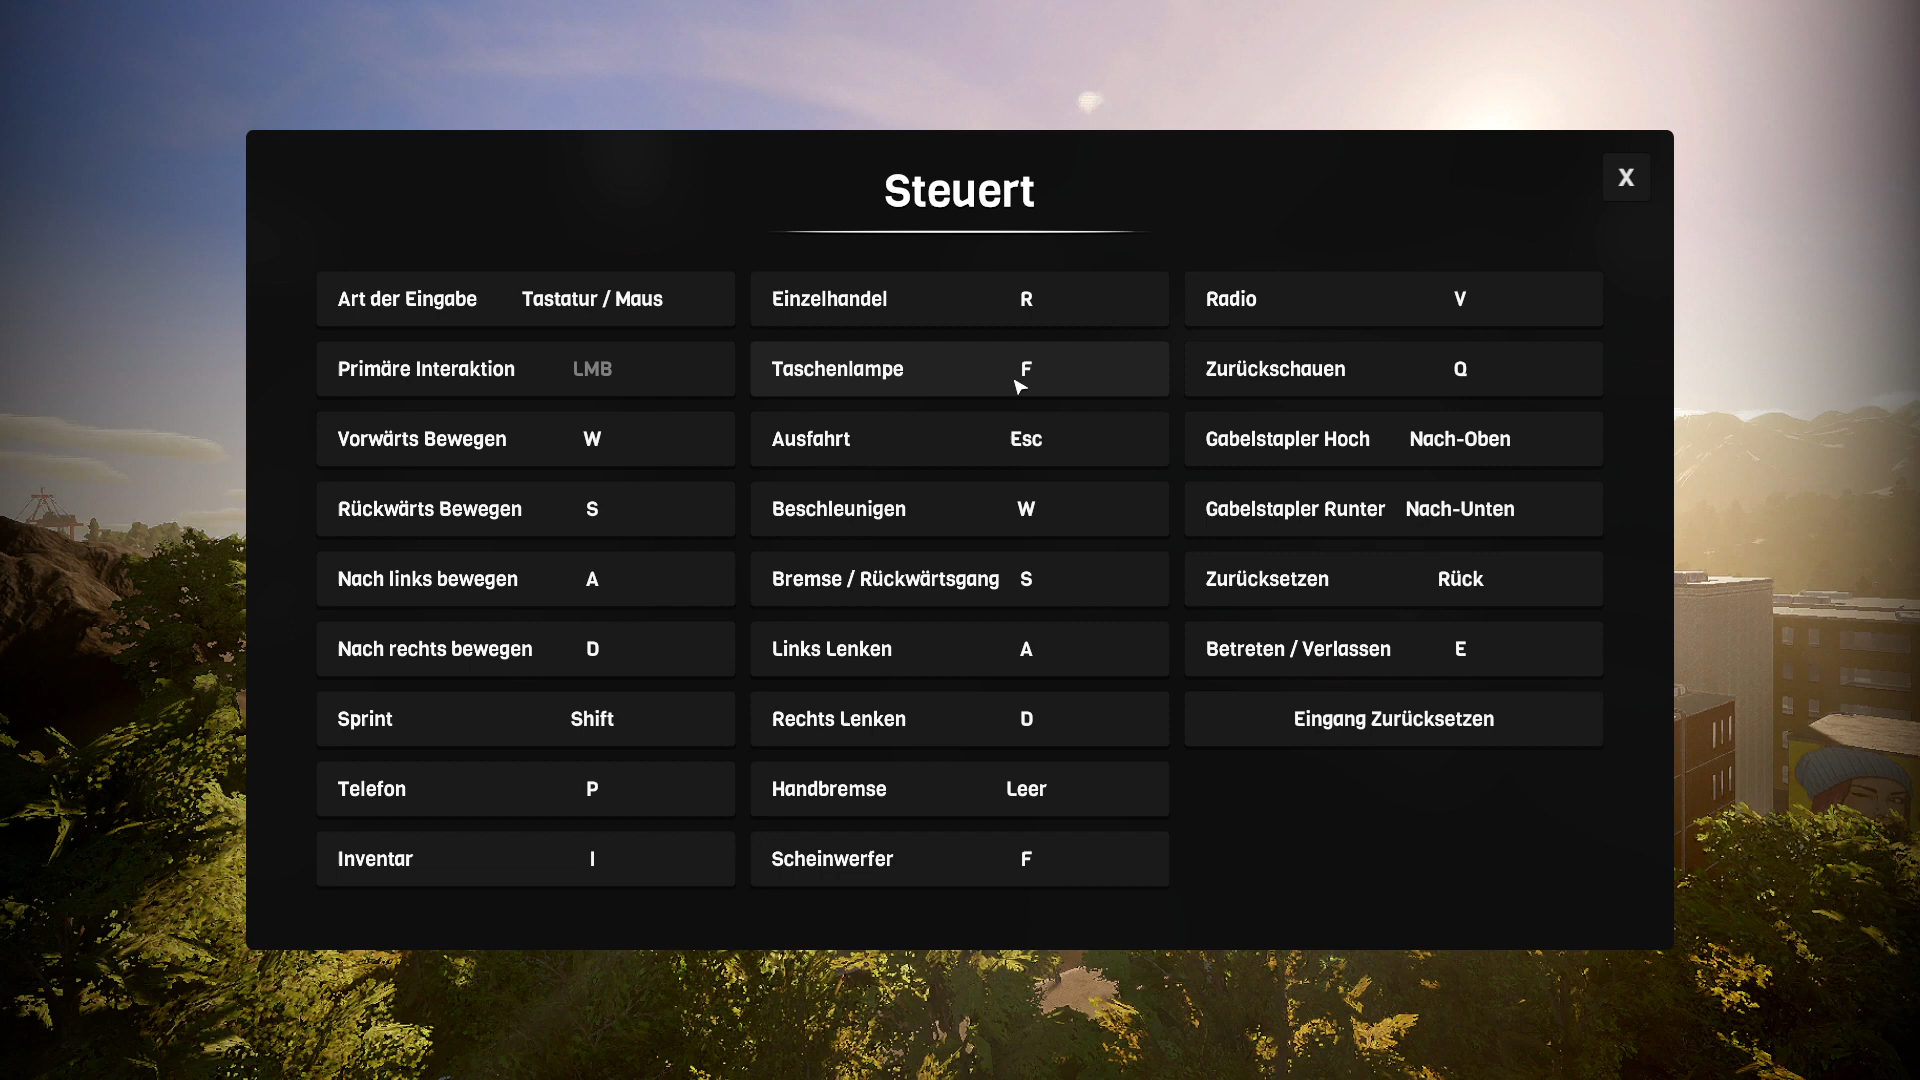 Steuert
X
Art der Eingabe Tastatur / Maus
Primäre Interaktion LMB
Vorwärts Bewegen W
Rückwärts Bewegen S
Nach links bewegen A
Nach rechts bewegen D
Sprint Shift
Telefon P
Inventar I
Einzelhandel R
Taschenlampe F
Ausfahrt Esc
Beschleunigen W
Bremse / Rückwärtsgang S
Links Lenken A
Rechts Lenken D
Handbremse Leer
Scheinwerfer F
Radio V
Zurückschauen Q
Gabelstapler Hoch Nach-Oben
Gabelstapler Runter Nach-Unten
Zurücksetzen Rück
Betreten / Verlassen E
Eingang Zurücksetzen